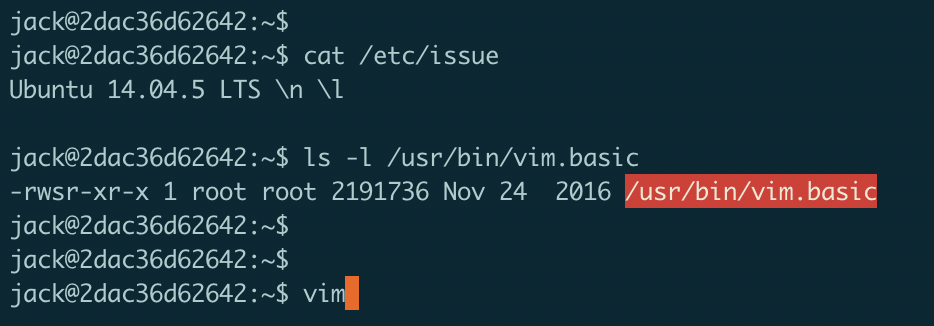 jack@2dac36d62642:~$
jack@2dac36d62642:~$ cat /etc/issue
Ubuntu 14.04.5 LTS \n \l
jack@2dac36d62642:~$ ls -l /usr/bin/vim.basic
-rwsr-xr-x 1 root root 2191736 Nov 24  2016 /usr/bin/vim.basic
jack@2dac36d62642:~$
jack@2dac36d62642:~$
jack@2dac36d62642:~$ vim